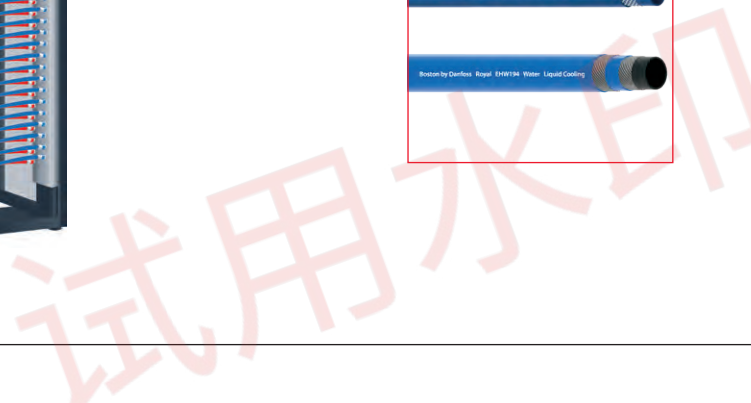 Boston by Danfoss Royal EHW194 Water Liquid Cooling
试用水印